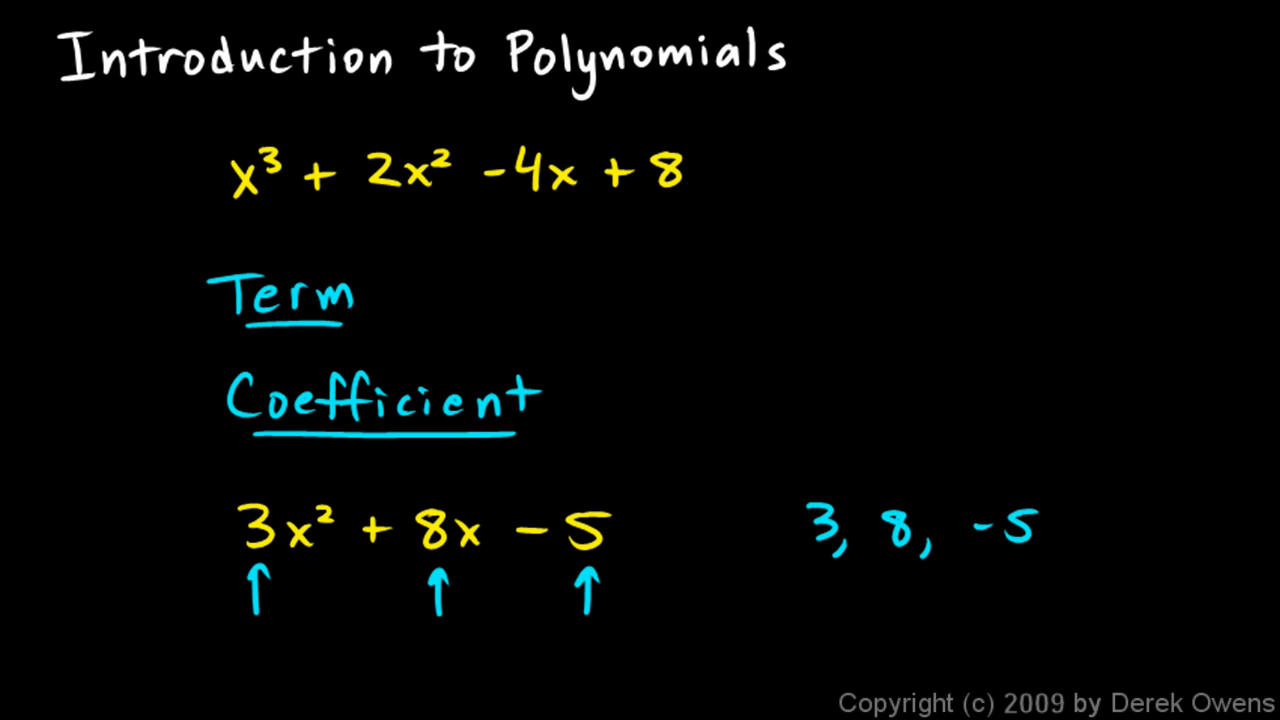 Introduction to Polynomials
x³ + 2x² - 4x + 8
Term
Coefficient
3x² + 8x - 5    3, 8, -5
↑ ↑ ↑
Copyright (c) 2009 by Derek Owens